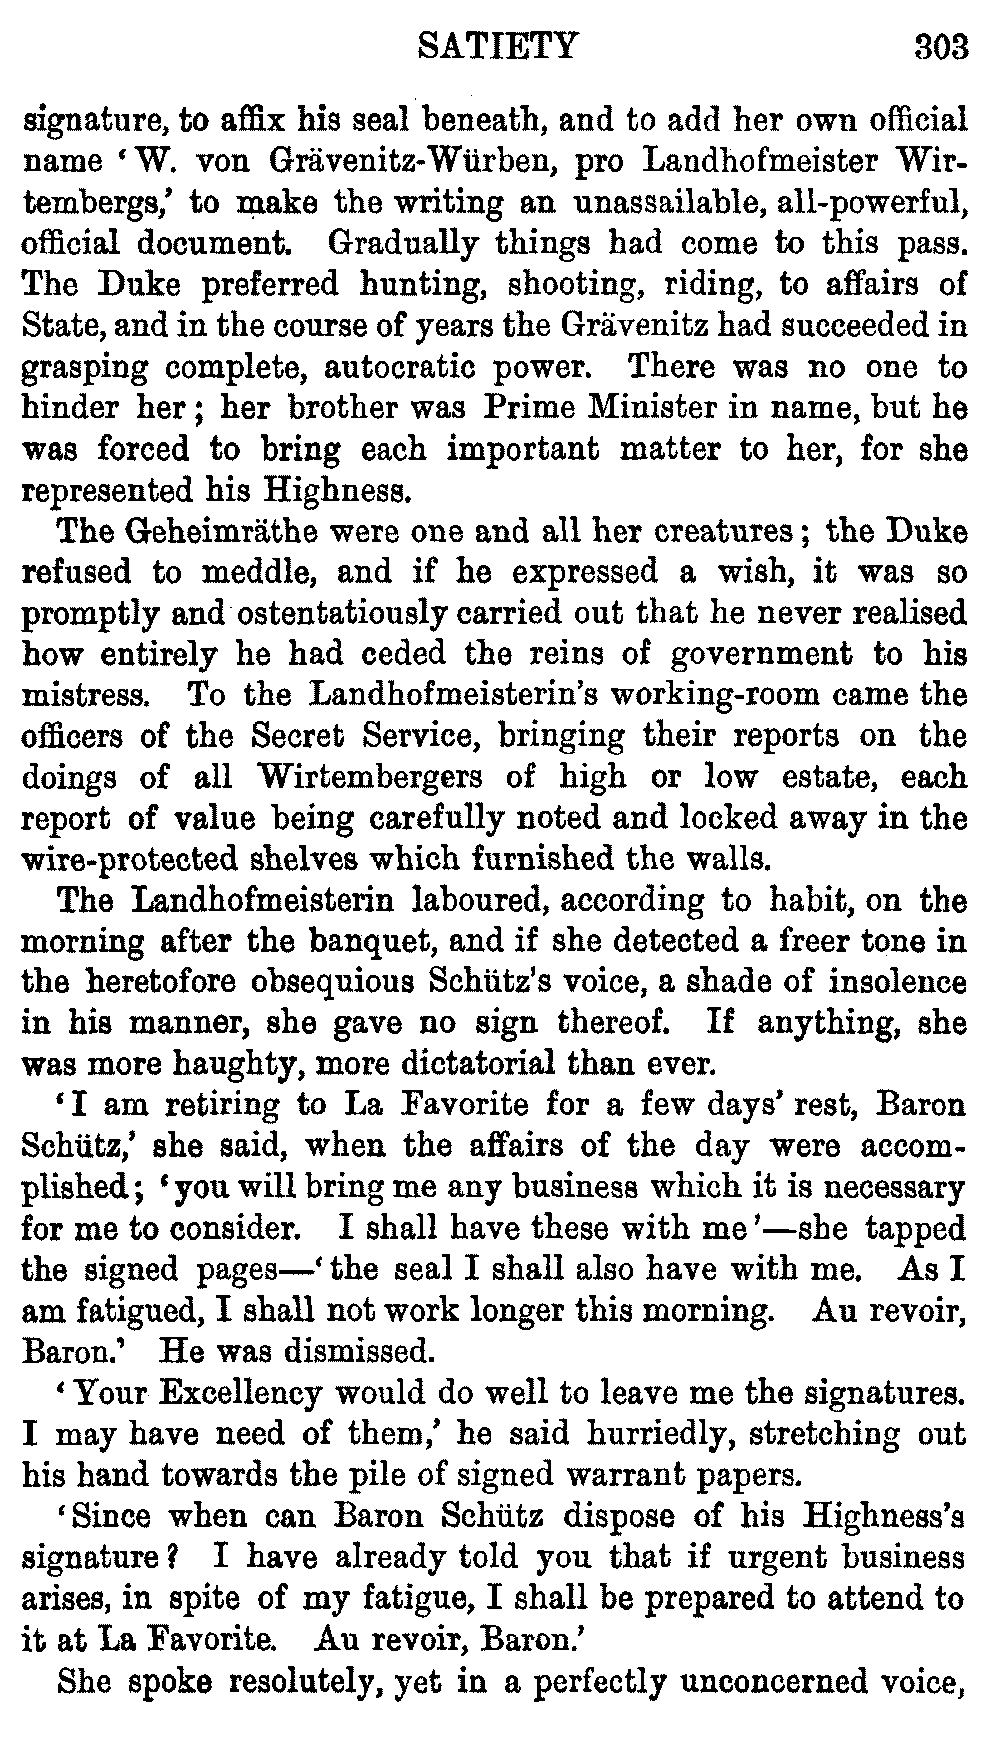 SATIETY 303
signature, to affix his seal beneath, and to add her own official
name ‘W. von Grävenitz-Würben, pro Landhofmeister Wir-
tembergs,’ to make the writing an unassailable, all-powerful,
official document. Gradually things had come to this pass.
The Duke preferred hunting, shooting, riding, to affairs of
State, and in the course of years the Grävenitz had succeeded in
grasping complete, autocratic power. There was no one to
hinder her; her brother was Prime Minister in name, but he
was forced to bring each important matter to her, for she
represented his Highness.
The Geheimräthe were one and all her creatures; the Duke
refused to meddle, and if he expressed a wish, it was so
promptly and ostentatiously carried out that he never realised
how entirely he had ceded the reins of government to his
mistress. To the Landhofmeisterin’s working-room came the
officers of the Secret Service, bringing their reports on the
doings of all Wirtembergers of high or low estate, each
report of value being carefully noted and locked away in the
wire-protected shelves which furnished the walls.
The Landhofmeisterin laboured, according to habit, on the
morning after the banquet, and if she detected a freer tone in
the heretofore obsequious Schütz’s voice, a shade of insolence
in his manner, she gave no sign thereof. If anything, she
was more haughty, more dictatorial than ever.
‘I am retiring to La Favorite for a few days’ rest, Baron
Schütz,’ she said, when the affairs of the day were accom-
plished; ‘you will bring me any business which it is necessary
for me to consider. I shall have these with me’—she tapped
the signed pages—‘the seal I shall also have with me. As I
am fatigued, I shall not work longer this morning. Au revoir,
Baron.’ He was dismissed.
‘Your Excellency would do well to leave me the signatures.
I may have need of them,’ he said hurriedly, stretching out
his hand towards the pile of signed warrant papers.
‘Since when can Baron Schütz dispose of his Highness’s
signature? I have already told you that if urgent business
arises, in spite of my fatigue, I shall be prepared to attend to
it at La Favorite. Au revoir, Baron.’
She spoke resolutely, yet in a perfectly unconcerned voice,